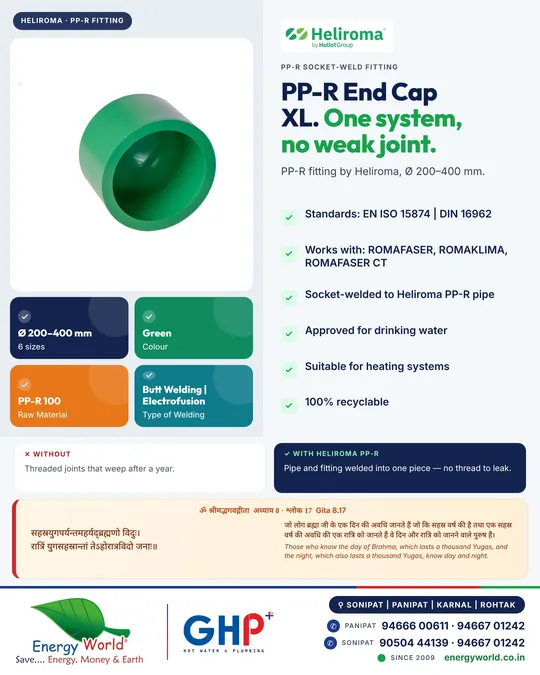 HELIROMA · PP-R FITTING
Heliroma®
by HuliotGroup
PP-R SOCKET-WELD FITTING
PP-R End Cap
XL. One system,
no weak joint.
PP-R fitting by Heliroma, Ø 200–400 mm.
Standards: EN ISO 15874 | DIN 16962
Works with: ROMAFASER, ROMAKLIMA,
ROMAFASER CT
Socket-welded to Heliroma PP-R pipe
Approved for drinking water
Suitable for heating systems
100% recyclable
Ø 200–400 mm
6 sizes
Green
Colour
PP-R 100
Raw Material
Butt Welding |
Electrofusion
Type of Welding
✕ WITHOUT
Threaded joints that weep after a year.
✓ WITH HELIROMA PP-R
Pipe and fitting welded into one piece — no thread to leak.
ॐ श्रीमद्भगवद्गीता अध्याय 8 · श्लोक 17 Gita 8.17
सहस्रयुगपर्यन्तमहर्यद्ब्रह्मणो विदुः।
रात्रिं युगसहस्रान्तां तेऽहोरात्रविदो जनाः॥
जो लोग ब्रह्मा जी के एक दिन की अवधि जानते हैं जो कि सहस्र वर्ष की है तथा एक सहस्र
वर्ष की अवधि की एक रात्रि को जानते हैं वे दिन और रात्रि को जानने वाले पुरुष हैं।
Those who know the day of Brahma, which lasts a thousand Yugas, and
the night, which also lasts a thousand Yugas, know day and night.
Energy World®
Save.... Energy, Money & Earth
GHP+
HOT WATER & PLUMBING
SONIPAT | PANIPAT | KARNAL | ROHTAK
PANIPAT 94666 00611 · 94667 01242
SONIPAT 90504 44139 · 94667 01242
SINCE 2009 energyworld.co.in